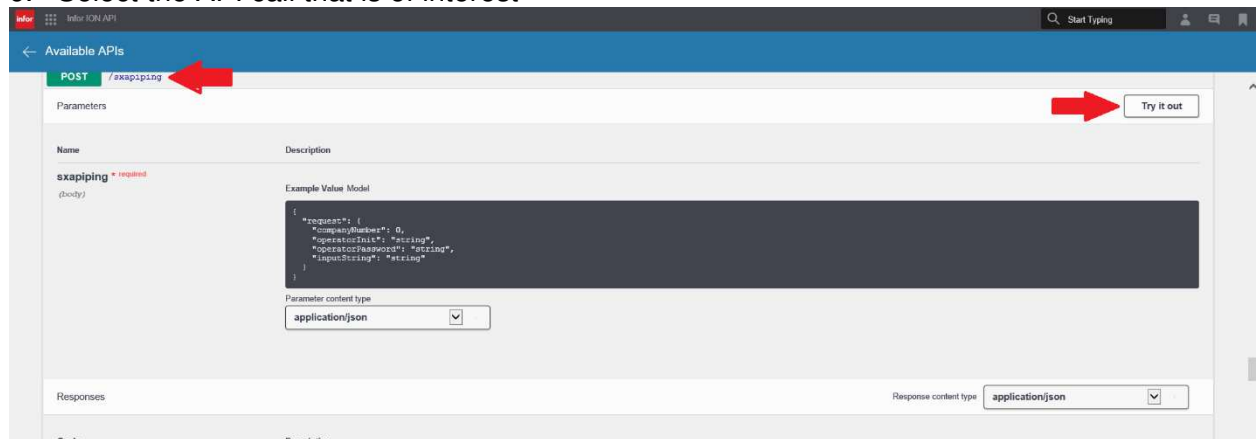 Select the API call that is of interest
infor Infor ION API Start Typing
← Available APIs
POST /sxapiping
Parameters Try it out
Name Description
sxapiping * required
(body)
Example Value Model
{
"request": {
"companyNumber": 0,
"operatorInit": "string",
"operatorPassword": "string",
"inputString": "string"
}
}
Parameter content type
application/json
Responses Response content type application/json